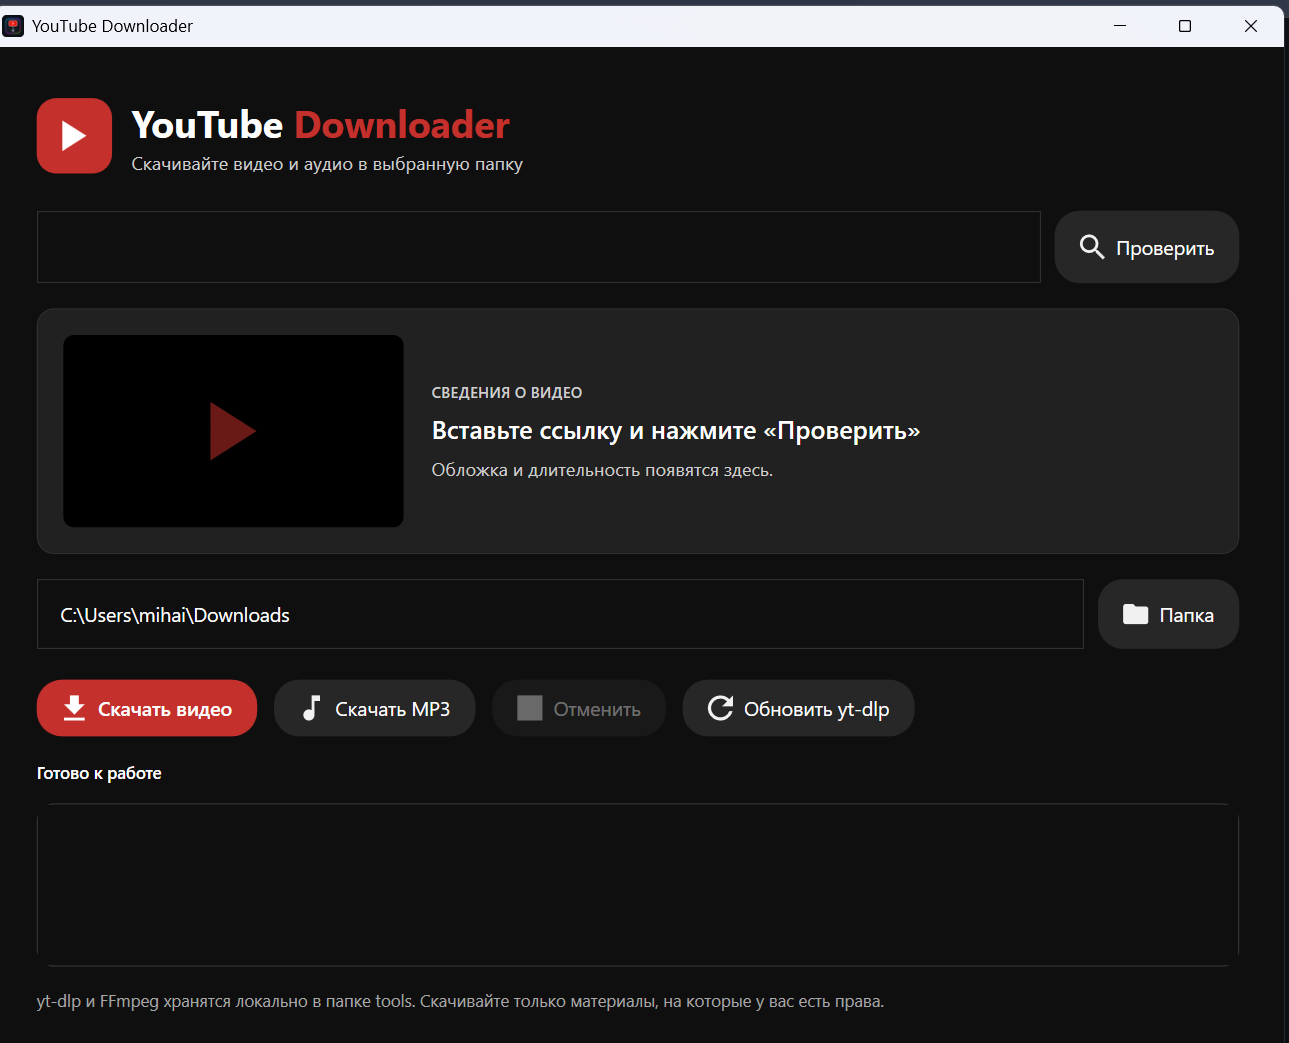 YouTube Downloader
YouTube Downloader
Скачивайте видео и аудио в выбранную папку
Проверить
СВЕДЕНИЯ О ВИДЕО
Вставьте ссылку и нажмите «Проверить»
Обложка и длительность появятся здесь.
C:\Users\mihai\Downloads
Папка
Скачать видео
Скачать MP3
Отменить
Обновить yt-dlp
Готово к работе
yt-dlp и FFmpeg хранятся локально в папке tools. Скачивайте только материалы, на которые у вас есть права.